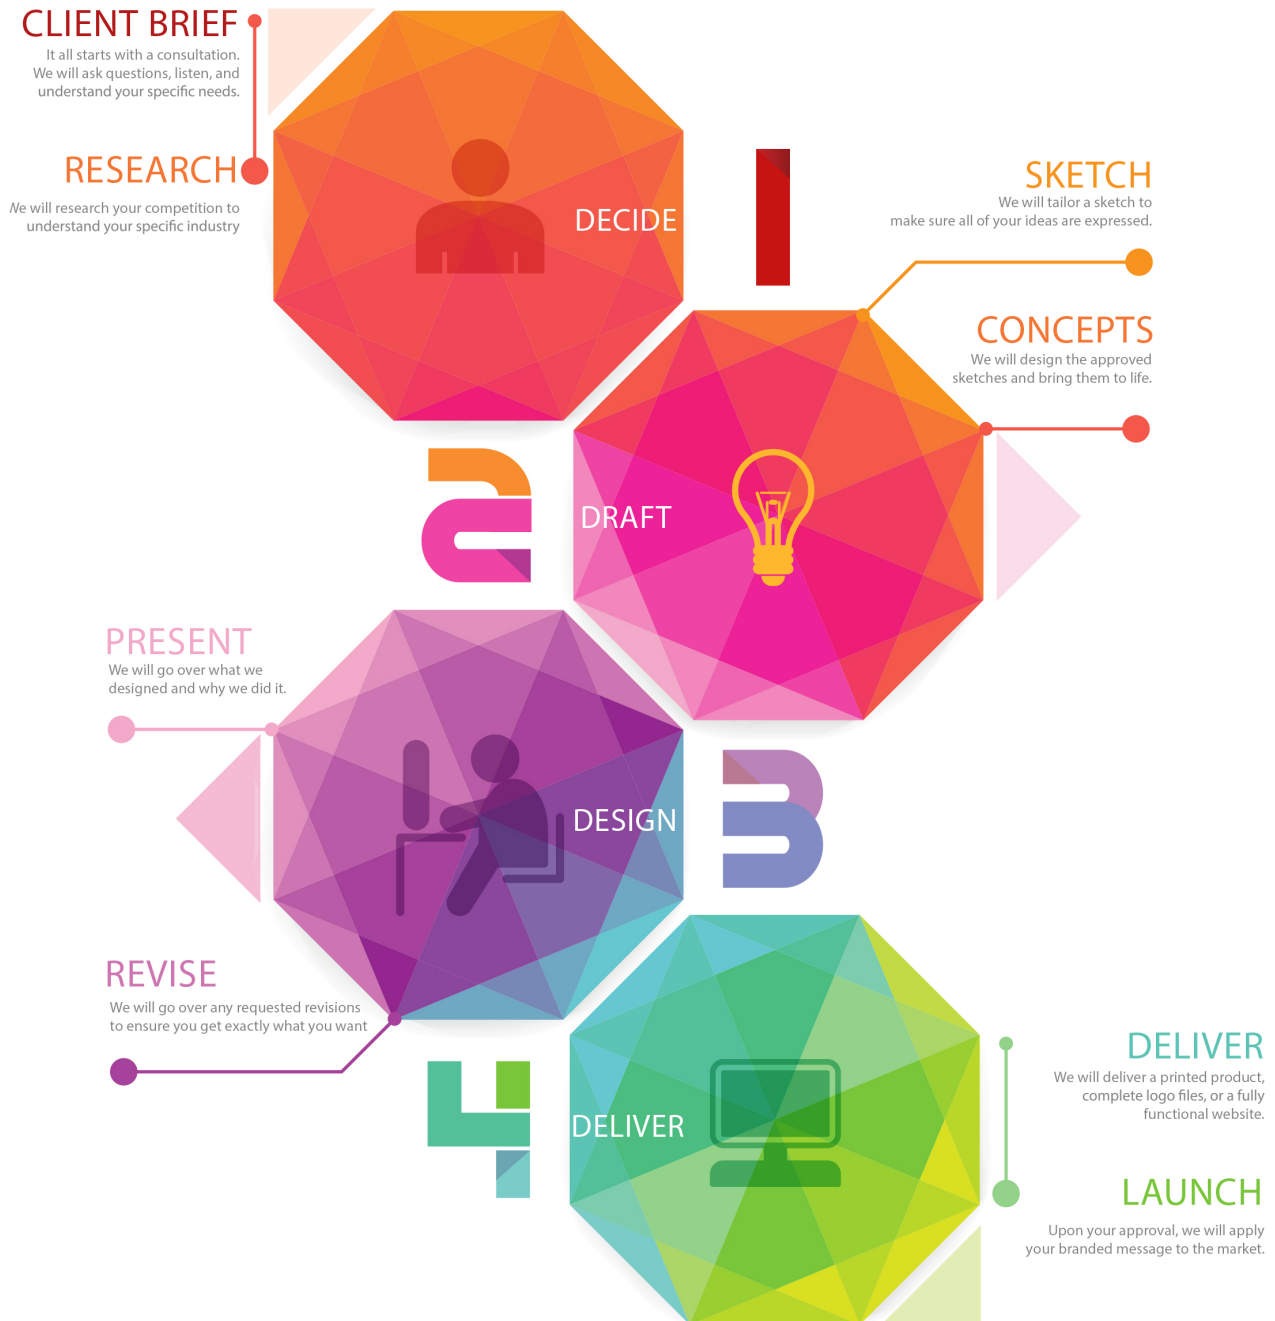 CLIENT BRIEF
It all starts with a consultation.
We will ask questions, listen, and
understand your specific needs.
RESEARCH
We will research your competition to
understand your specific industry
DECIDE
1
SKETCH
We will tailor a sketch to
make sure all of your ideas are expressed.
CONCEPTS
We will design the approved
sketches and bring them to life.
2
DRAFT
PRESENT
We will go over what we
designed and why we did it.
DESIGN
3
REVISE
We will go over any requested revisions
to ensure you get exactly what you want
4
DELIVER
DELIVER
We will deliver a printed product,
complete logo files, or a fully
functional website.
LAUNCH
Upon your approval, we will apply
your branded message to the market.